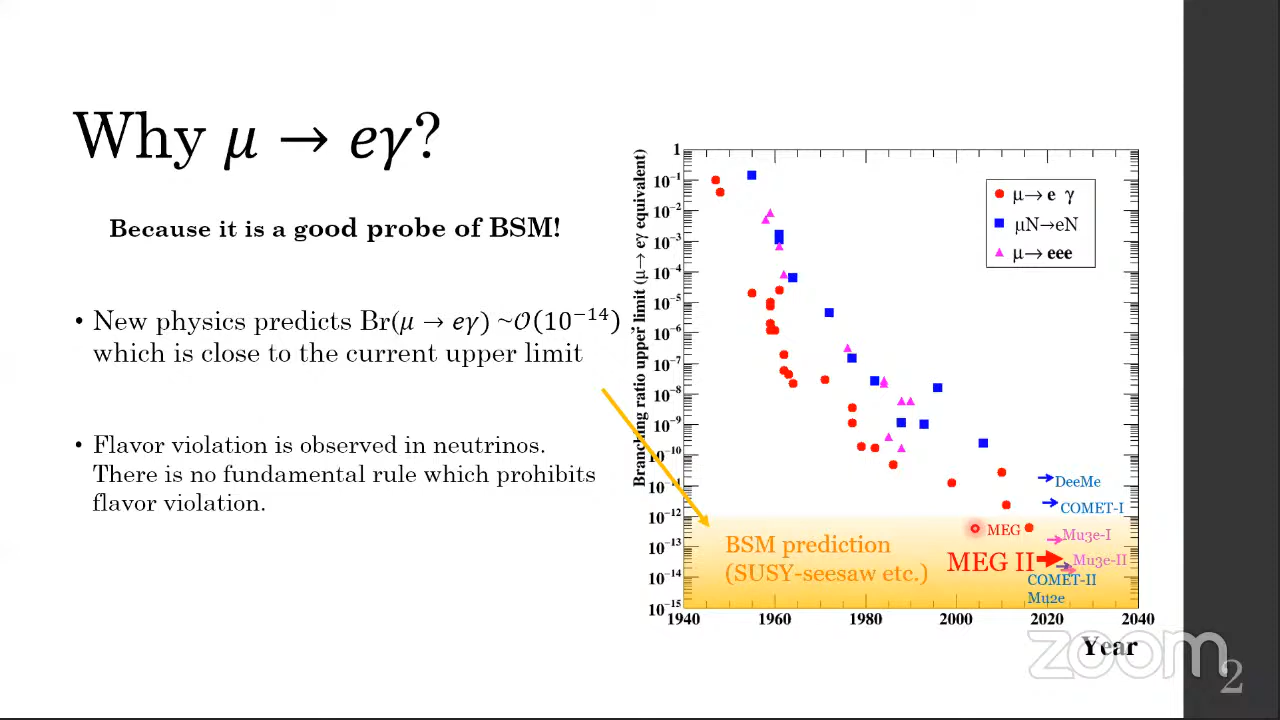 Why 𝜇 → 𝑒𝛾?
Because it is a good probe of BSM!
• New physics predicts Br(𝜇 → 𝑒𝛾) ~𝒪(10⁻¹⁴) ,
which is close to the current upper limit
• Flavor violation is observed in neutrinos.
There is no fundamental rule which prohibits
flavor violation.
Branching ratio upper limit (μ→ eγ equivalent)
1
10⁻¹
10⁻²
10⁻³
10⁻⁴
10⁻⁵
10⁻⁶
10⁻⁷
10⁻⁸
10⁻⁹
10⁻¹⁰
10⁻¹¹
10⁻¹²
10⁻¹³
10⁻¹⁴
10⁻¹⁵
μ→ e γ
μN→eN
μ→ eee
DeeMe
COMET-I
MEG
Mu3e-I
BSM prediction
(SUSY-seesaw etc.)
MEG II
Mu3e-II
COMET-II
Mu2e
1940 1960 1980 2000 2020 2040
Year
zoom
2